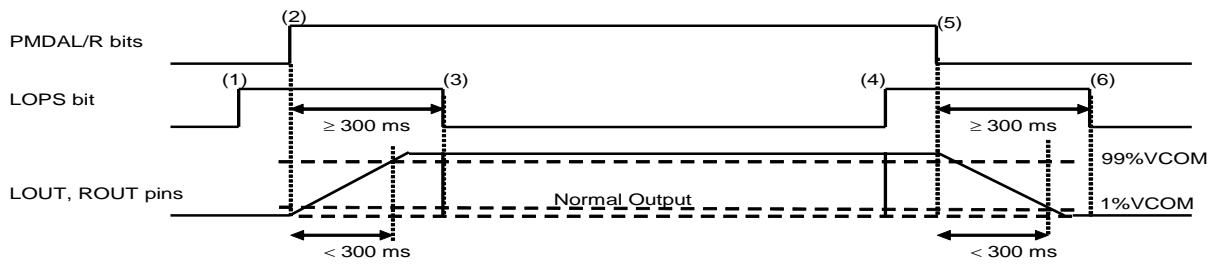 (2)
(5)
PMDAL/R bits
(1)
(3)
(4)
(6)
LOPS bit
≥ 300 ms
≥ 300 ms
99%VCOM
LOUT, ROUT pins
Normal Output
1%VCOM
< 300 ms
< 300 ms